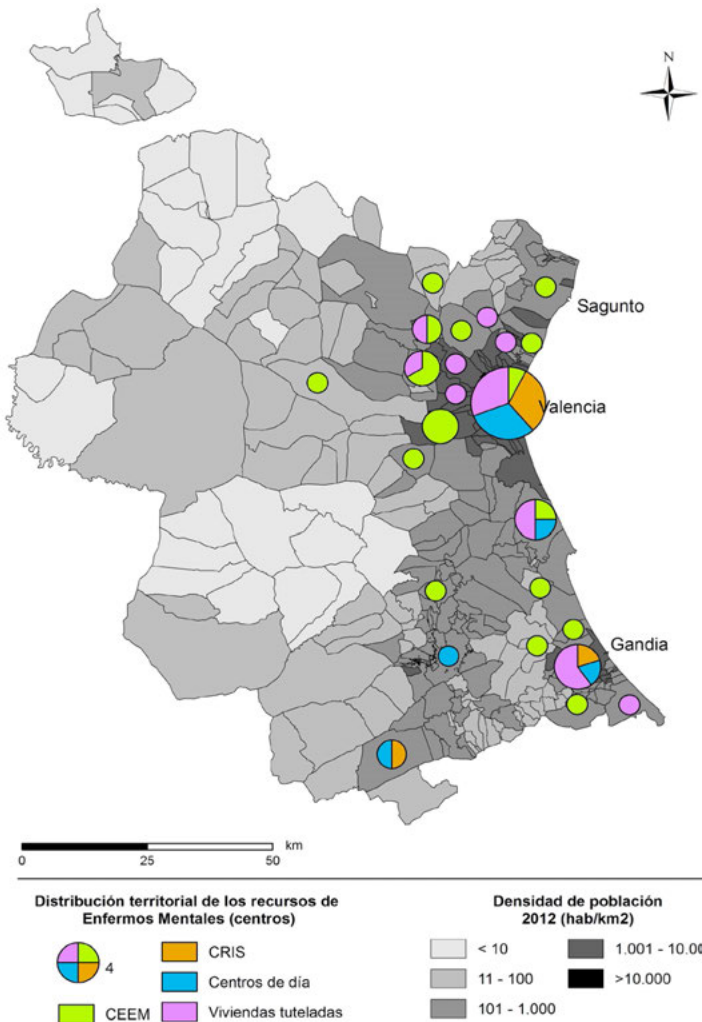 N
Sagunto
Valencia
Gandia
km
0 25 50
Distribución territorial de los recursos de
Enfermos Mentales (centros)
4
CRIS
Centros de día
CEEM
Viviendas tuteladas
Densidad de población
2012 (hab/km2)
< 10
11 - 100
101 - 1.000
1.001 - 10.00
>10.000